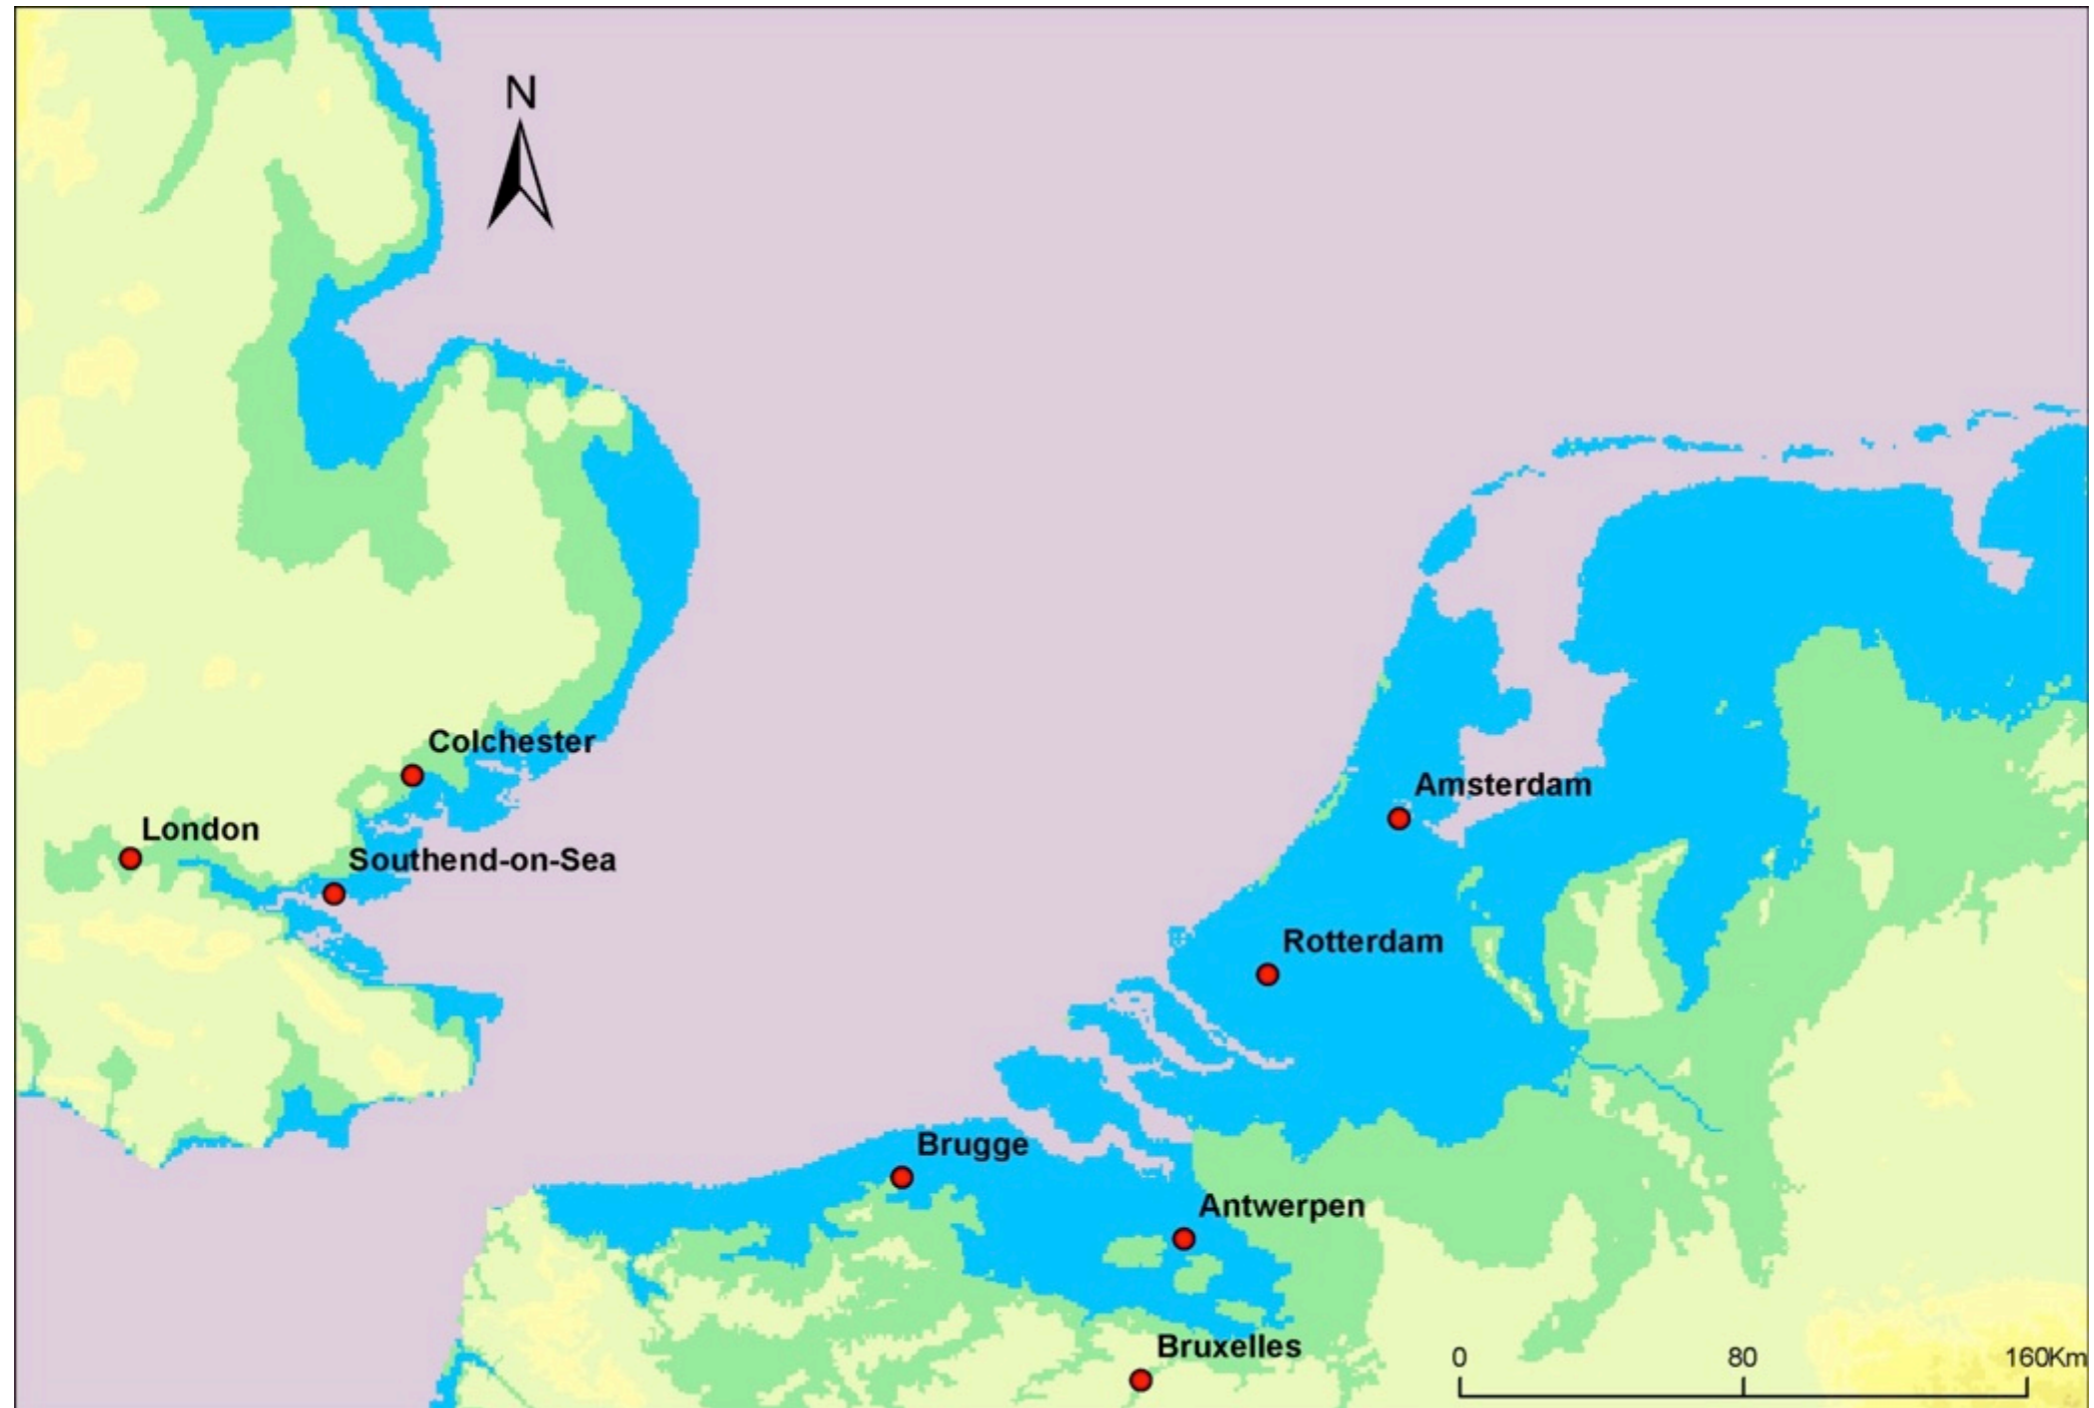 N
Colchester
Amsterdam
London
Southend-on-Sea
Rotterdam
Brugge
Antwerpen
Bruxelles
0 80 160Km